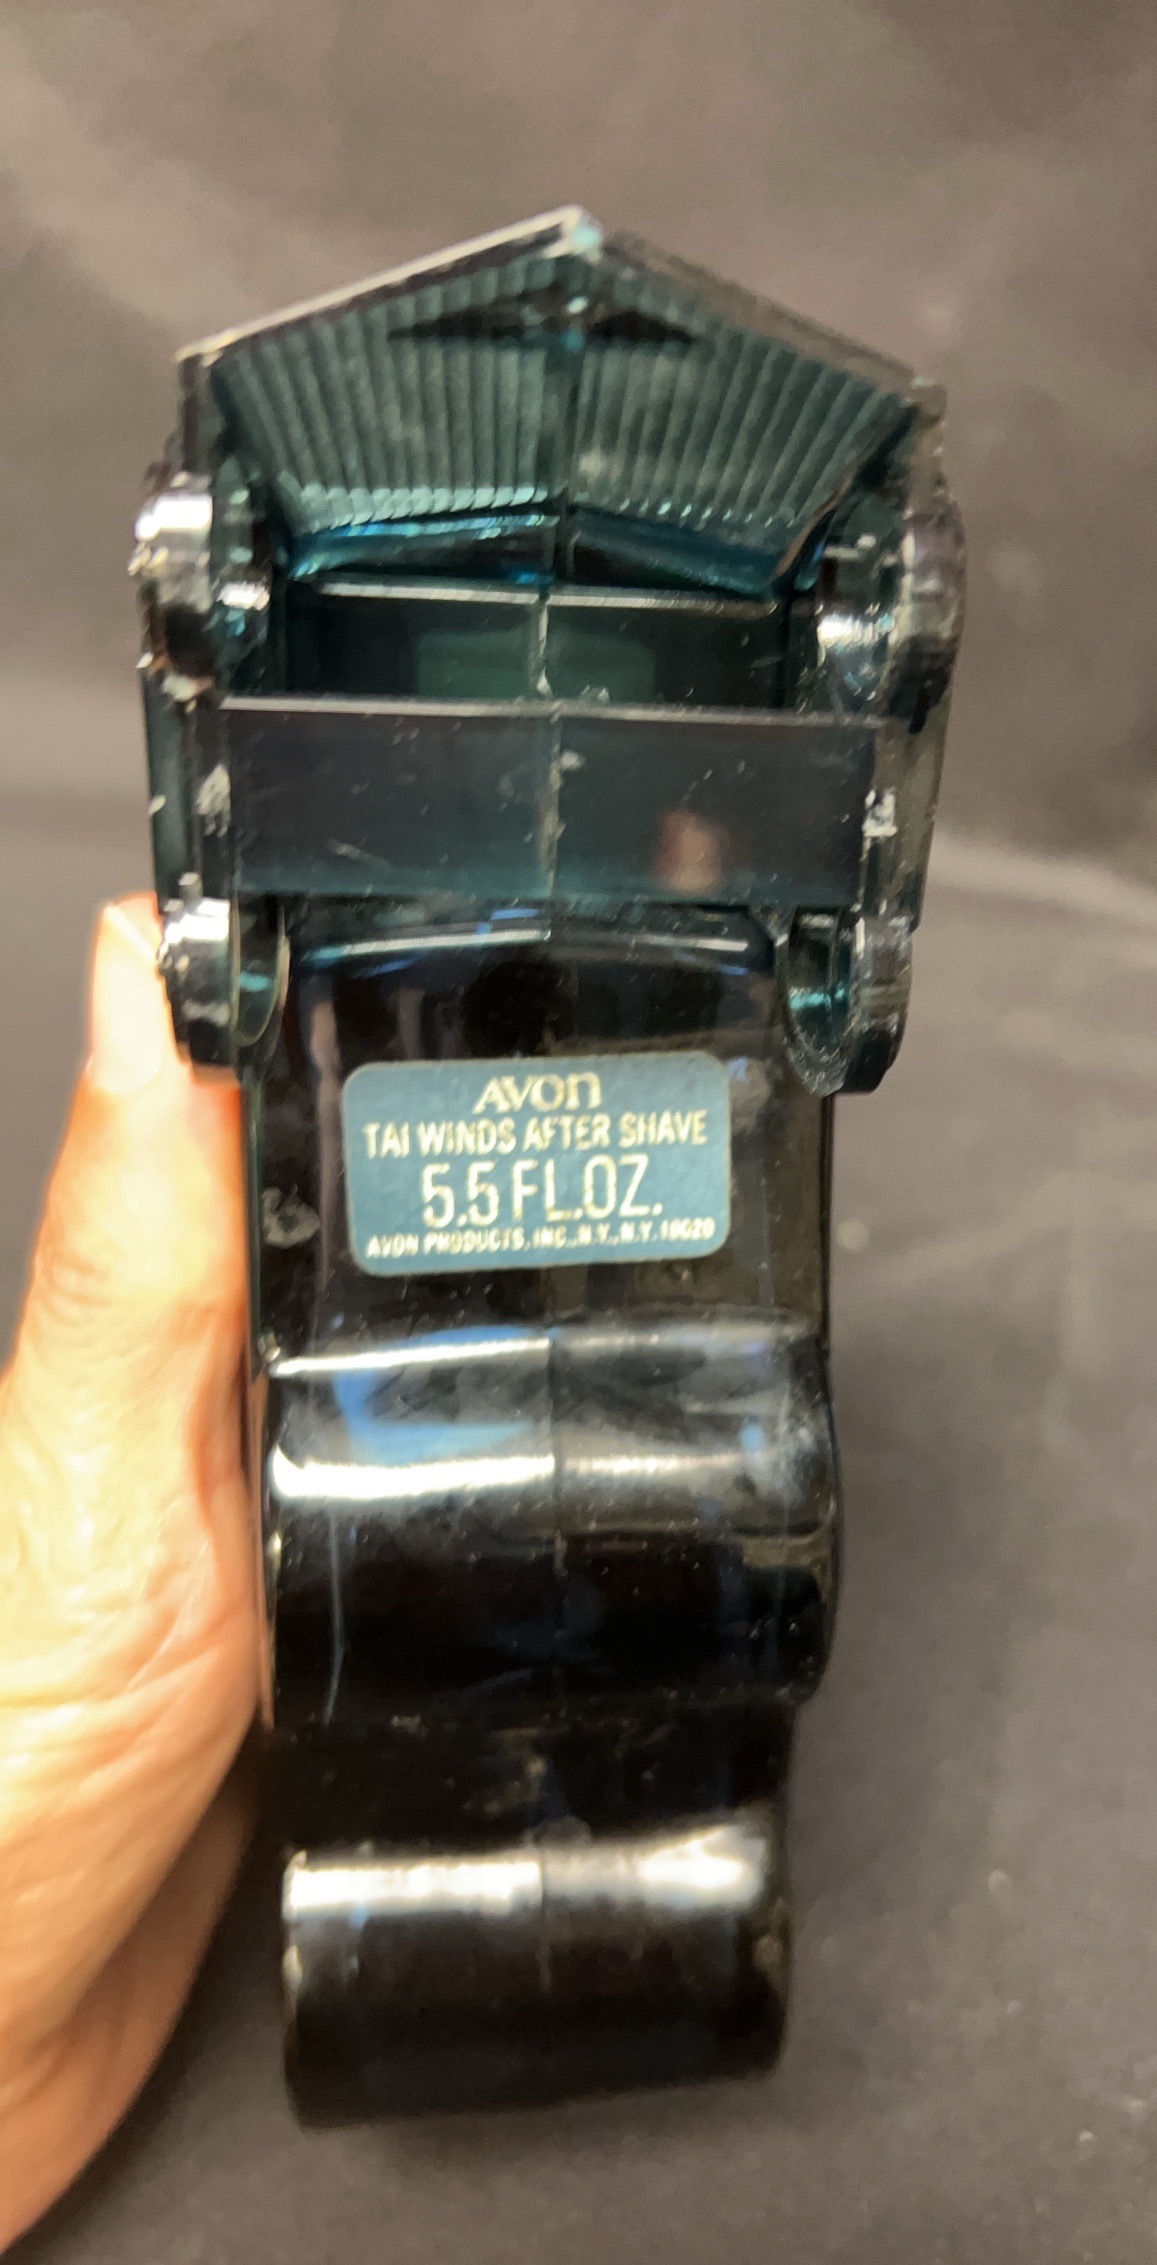 AVON
TAI WINDS AFTER SHAVE
5.5 FL.OZ.
AVON PRODUCTS, INC., N.Y., N.Y. 10020